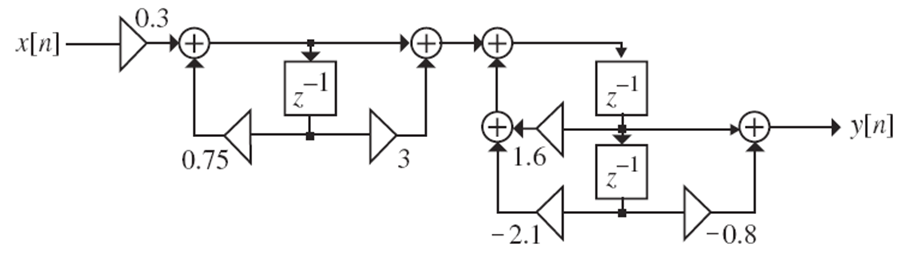 0.3
x[n]
z⁻¹
z⁻¹
y[n]
0.75
3
1.6
z⁻¹
-2.1
-0.8